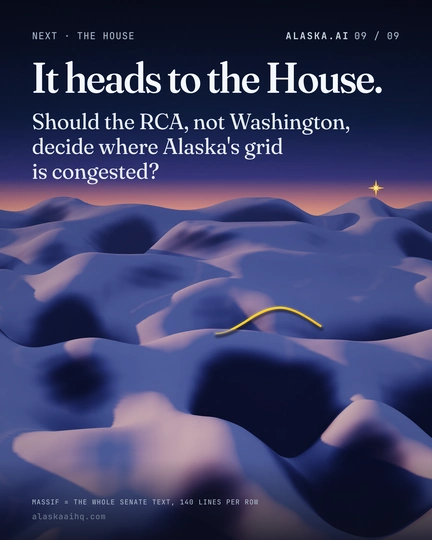 NEXT · THE HOUSE
ALASKA.AI 09 / 09
It heads to the House.
Should the RCA, not Washington,
decide where Alaska's grid
is congested?
MASSIF = THE WHOLE SENATE TEXT, 140 LINES PER ROW
alaskaaihq.com